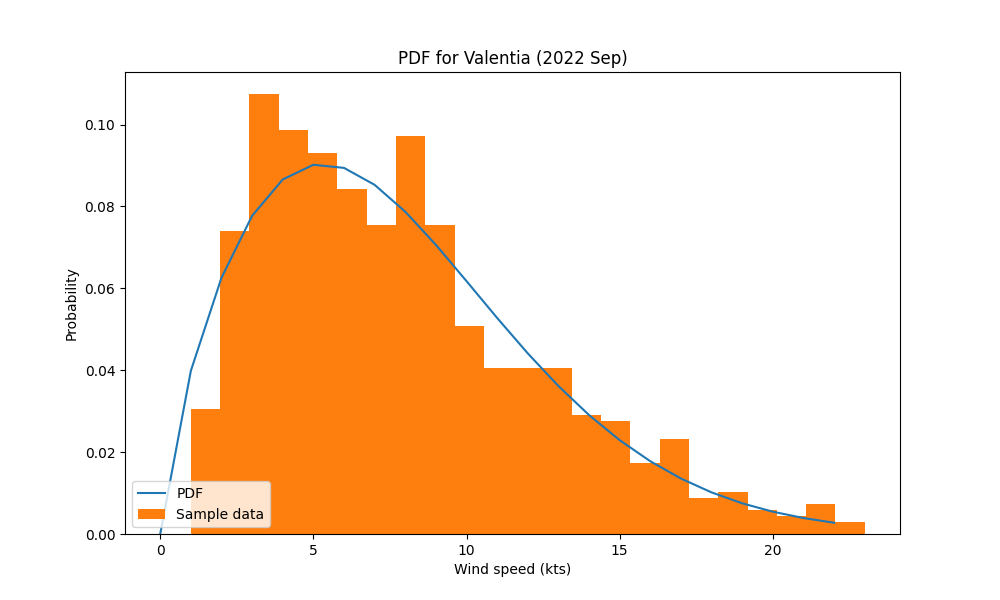 PDF for Valentia (2022 Sep)
0.10
0.08
0.06
0.04
0.02
0.00
Probability
PDF
Sample data
0 5 10 15 20
Wind speed (kts)